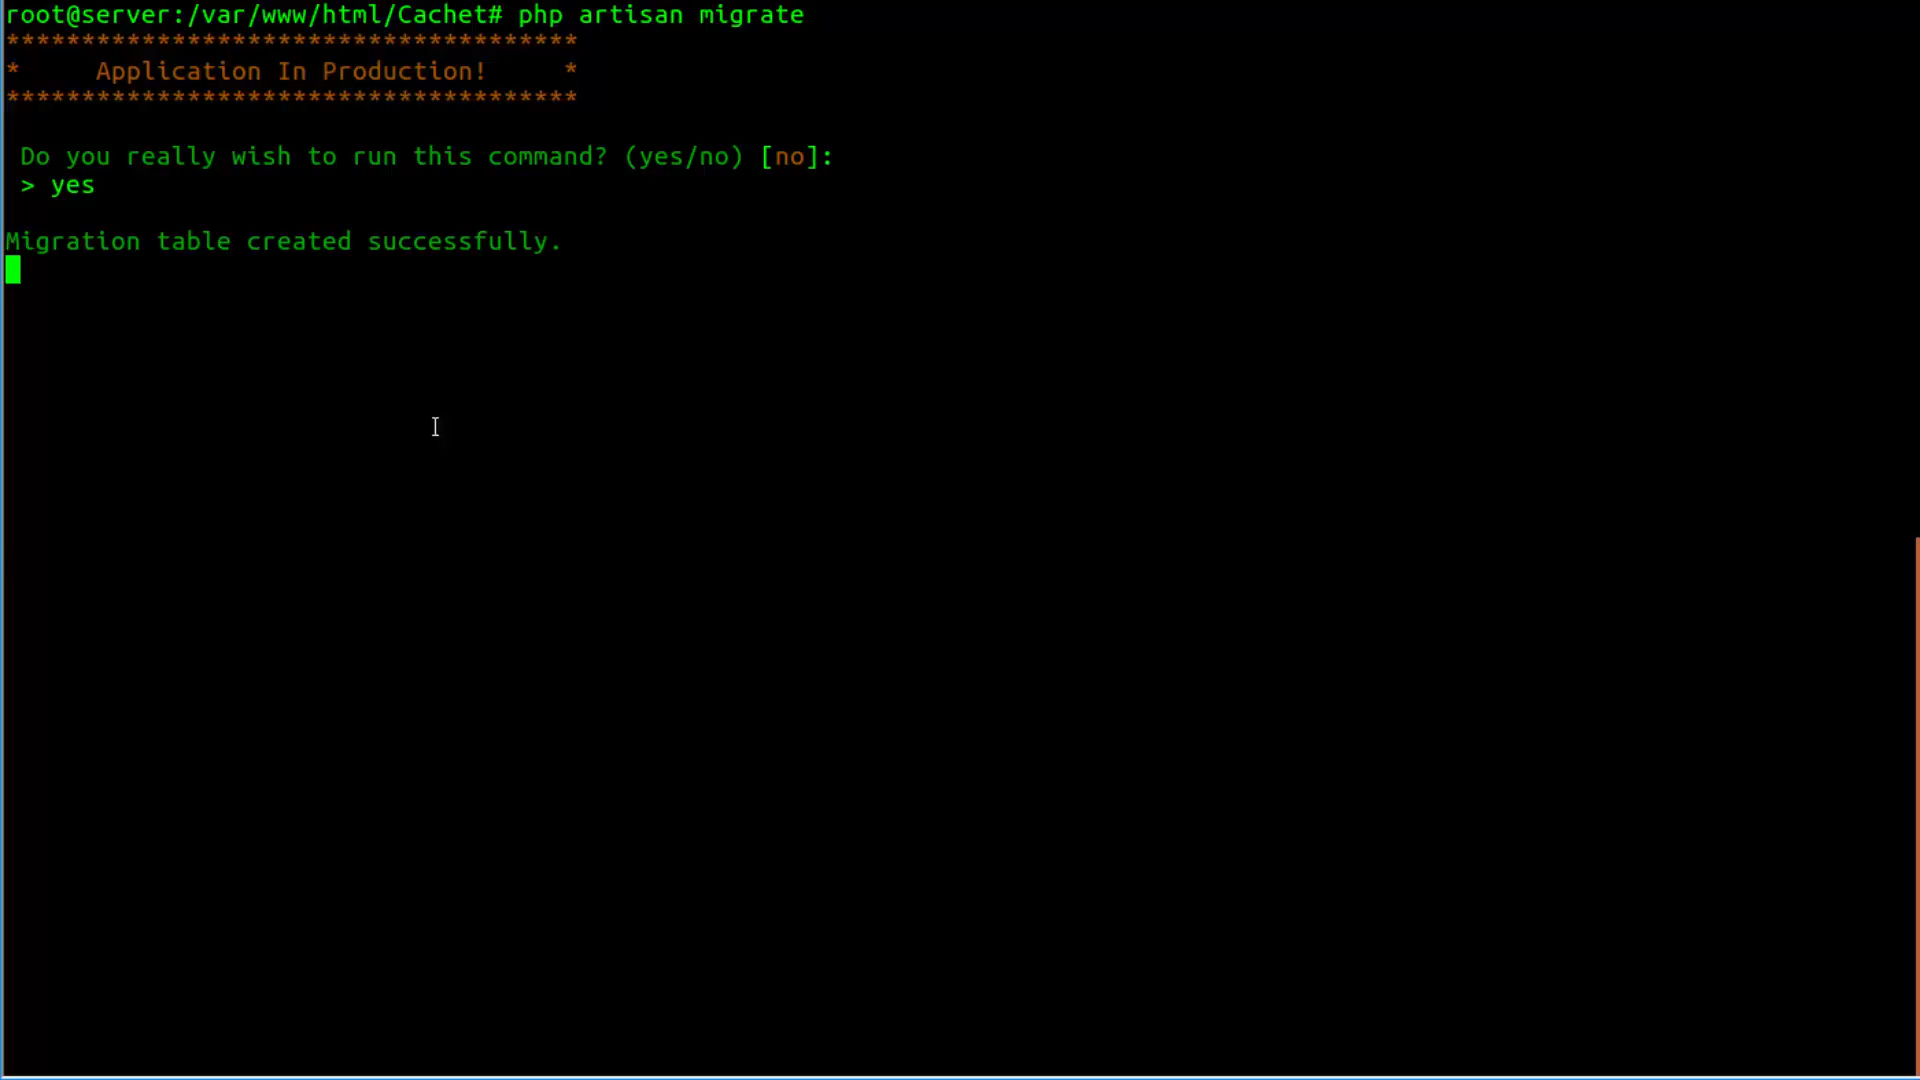 root@server:/var/www/html/Cachet# php artisan migrate
**************************************
*     Application In Production!     *
**************************************
Do you really wish to run this command? (yes/no) [no]:
> yes
Migration table created successfully.